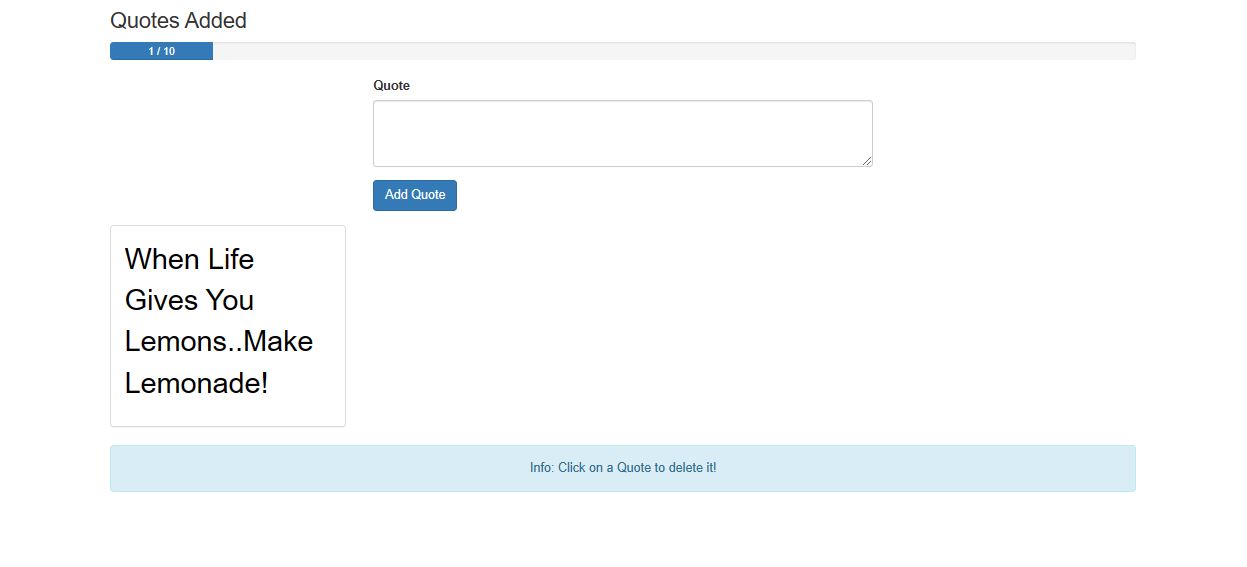 Quotes Added
1 / 10
Quote
Add Quote
When Life
Gives You
Lemons..Make
Lemonade!
Info: Click on a Quote to delete it!